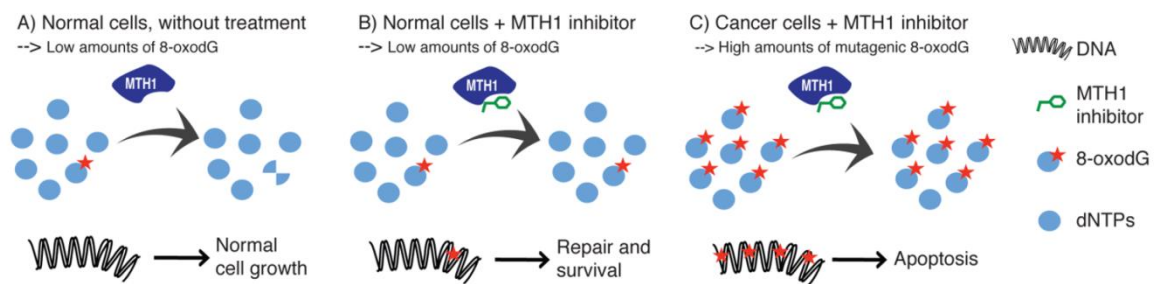 A) Normal cells, without treatment
--> Low amounts of 8-oxodG
MTH1
Normal
cell growth
B) Normal cells + MTH1 inhibitor
--> Low amounts of 8-oxodG
MTH1
Repair and
survival
C) Cancer cells + MTH1 inhibitor
--> High amounts of mutagenic 8-oxodG
MTH1
Apoptosis
DNA
MTH1
inhibitor
8-oxodG
dNTPs